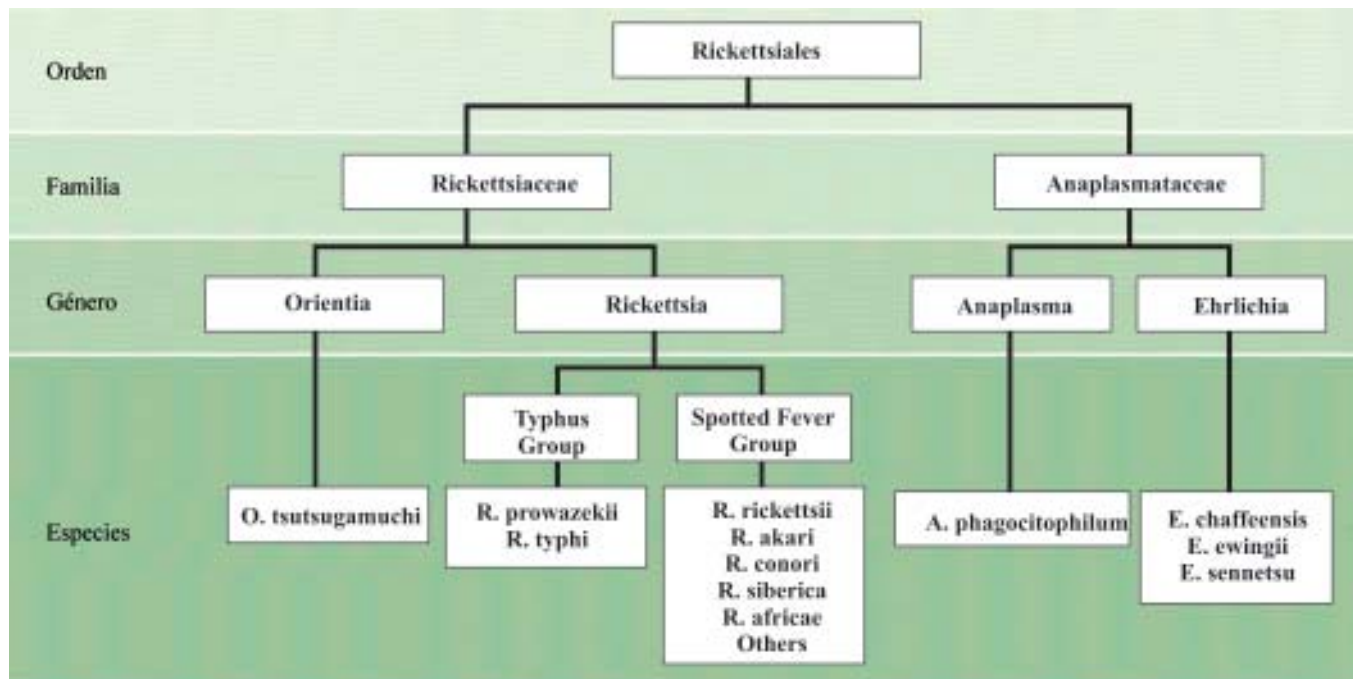 Orden
Rickettsiales
Familia
Rickettsiaceae
Anaplasmataceae
Género
Orientia
Rickettsia
Anaplasma
Ehrlichia
Typhus
Group
Spotted Fever
Group
Especies
O. tsutsugamuchi
R. prowazekii
R. typhi
R. rickettsii
R. akari
R. conori
R. siberica
R. africae
Others
A. phagocitophilum
E. chaffeensis
E. ewingii
E. sennetsu